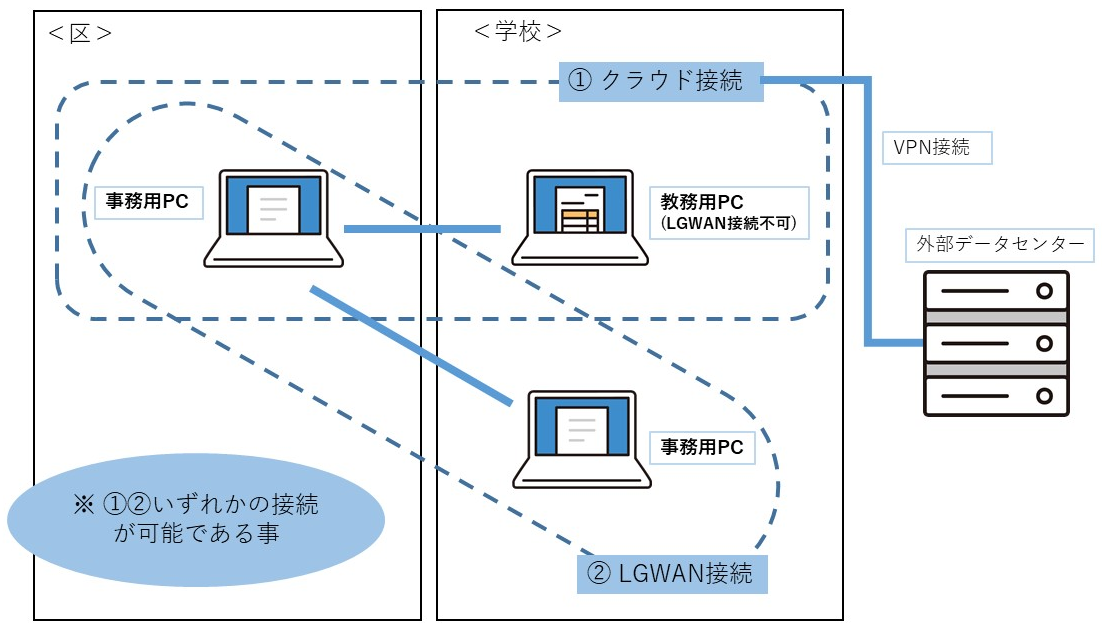 ＜区＞
＜学校＞
① クラウド接続
VPN接続
事務用PC
教務用PC
(LGWAN接続不可)
外部データセンター
事務用PC
※ ①②いずれかの接続
が可能である事
② LGWAN接続